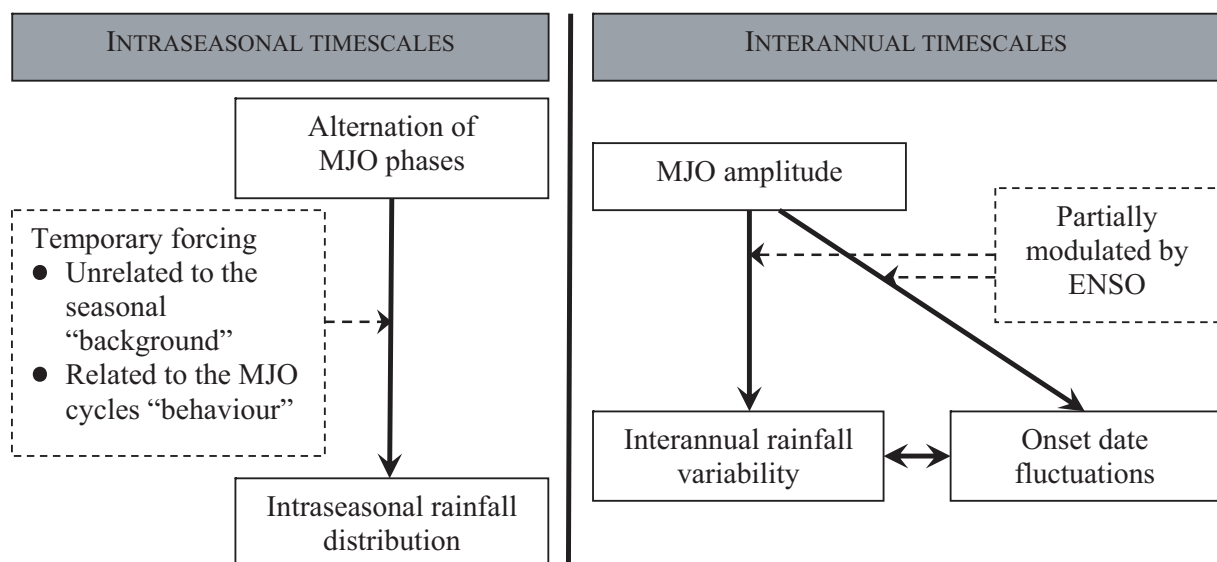 INTRASEASONAL TIMESCALES
Alternation of
MJO phases
Temporary forcing
● Unrelated to the
seasonal
“background”
● Related to the MJO
cycles “behaviour”
Intraseasonal rainfall
distribution
INTERANNUAL TIMESCALES
MJO amplitude
Partially
modulated by
ENSO
Interannual rainfall
variability
Onset date
fluctuations